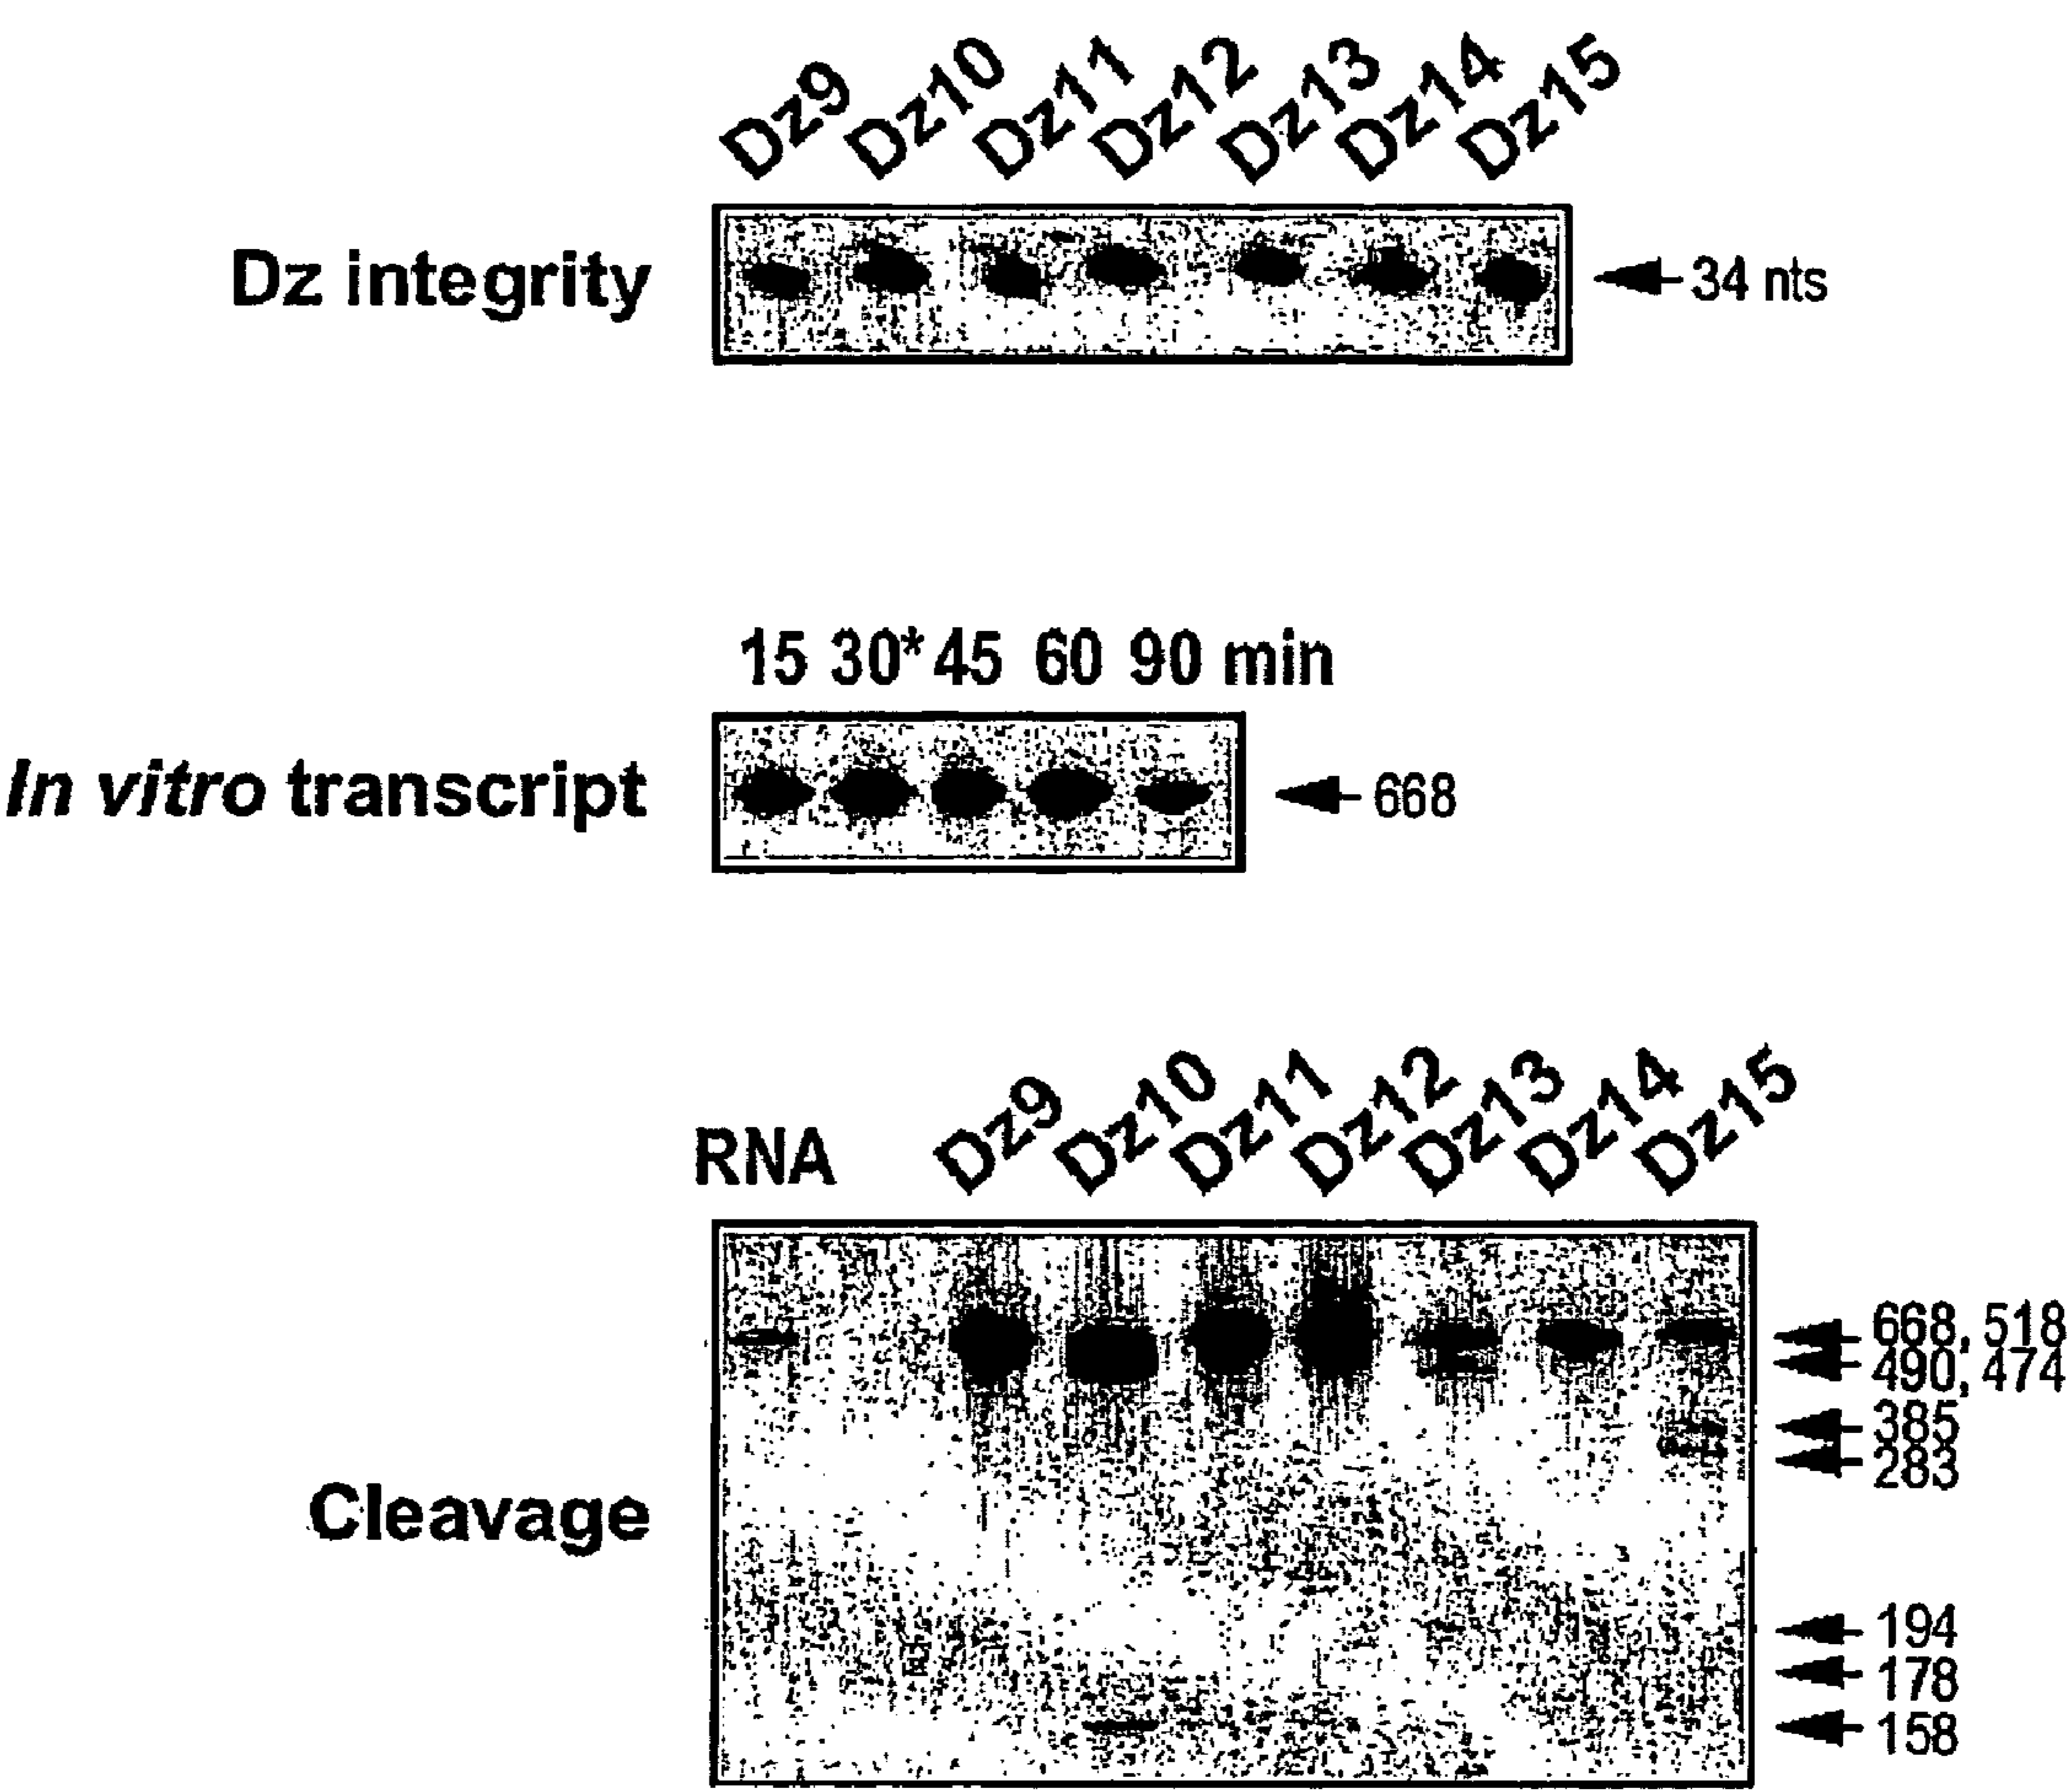 Dz9 Dz10 Dz11 Dz12 Dz13 Dz14 Dz15
Dz integrity
34 nts
15 30* 45 60 90 min
In vitro transcript
668
RNA Dz9 Dz10 Dz11 Dz12 Dz13 Dz14 Dz15
668, 518
490, 474
385
283
Cleavage
194
178
158